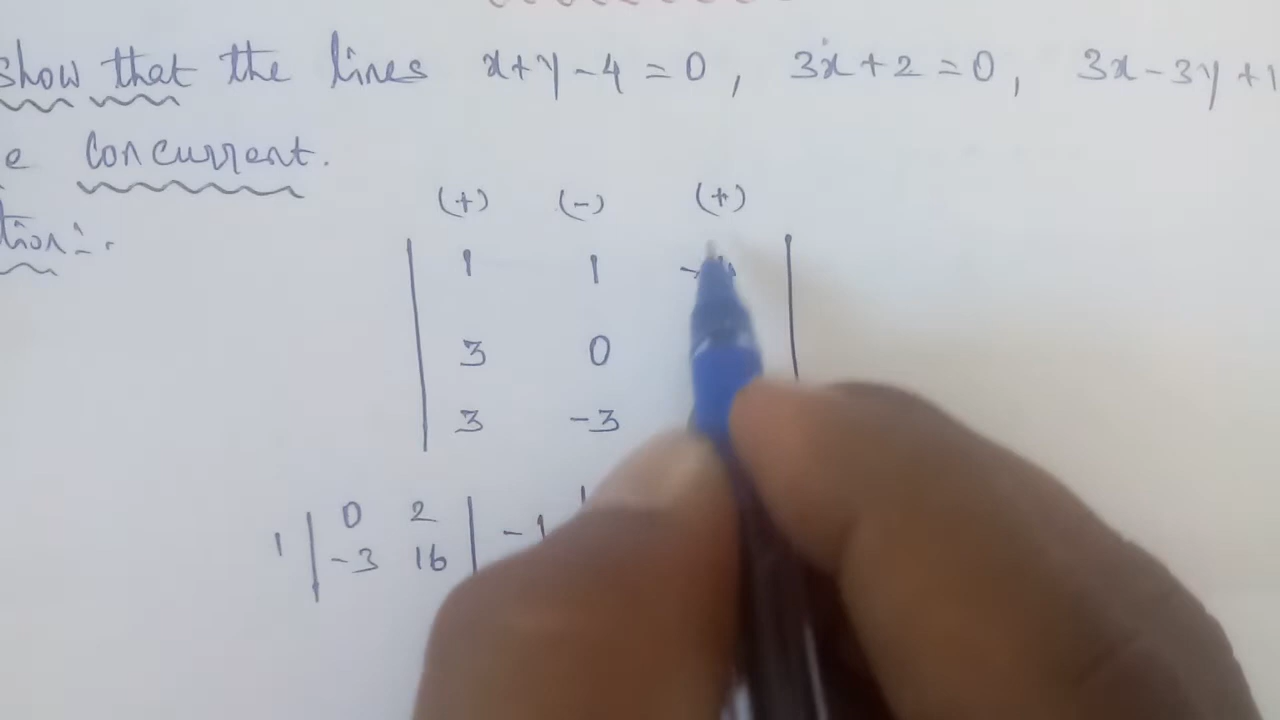 show that the lines x+y-4=0, 3x+2=0, 3x-3y+1
e concurrent.
tion:-
(+) (-) (+)
1 1
3 0
3 -3
1 | 0 2 | -1
-3 16